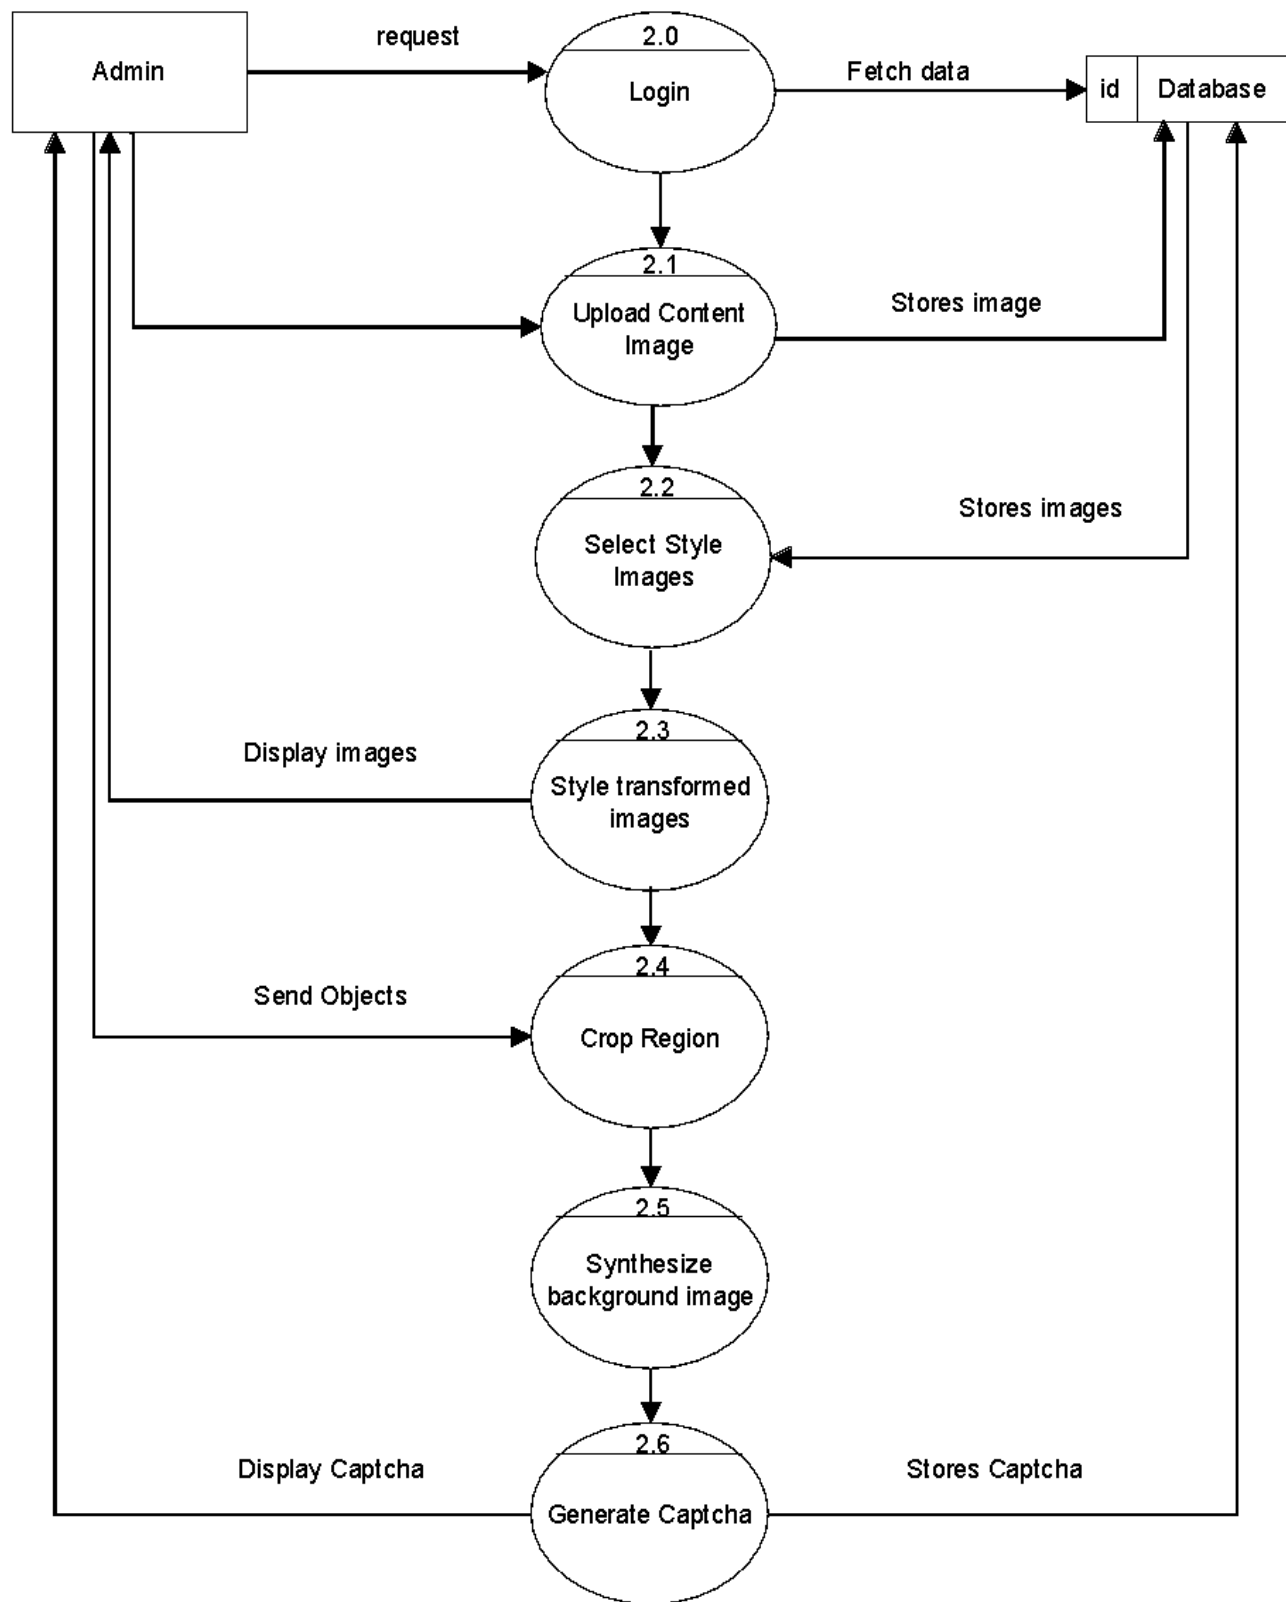 request
2.0
Admin
Login
Fetch data
id
Database
2.1
Upload Content
Image
Stores image
2.2
Select Style
Images
Stores images
2.3
Display images
Style transformed
images
2.4
Send Objects
Crop Region
2.5
Synthesize
background image
2.6
Display Captcha
Stores Captcha
Generate Captcha